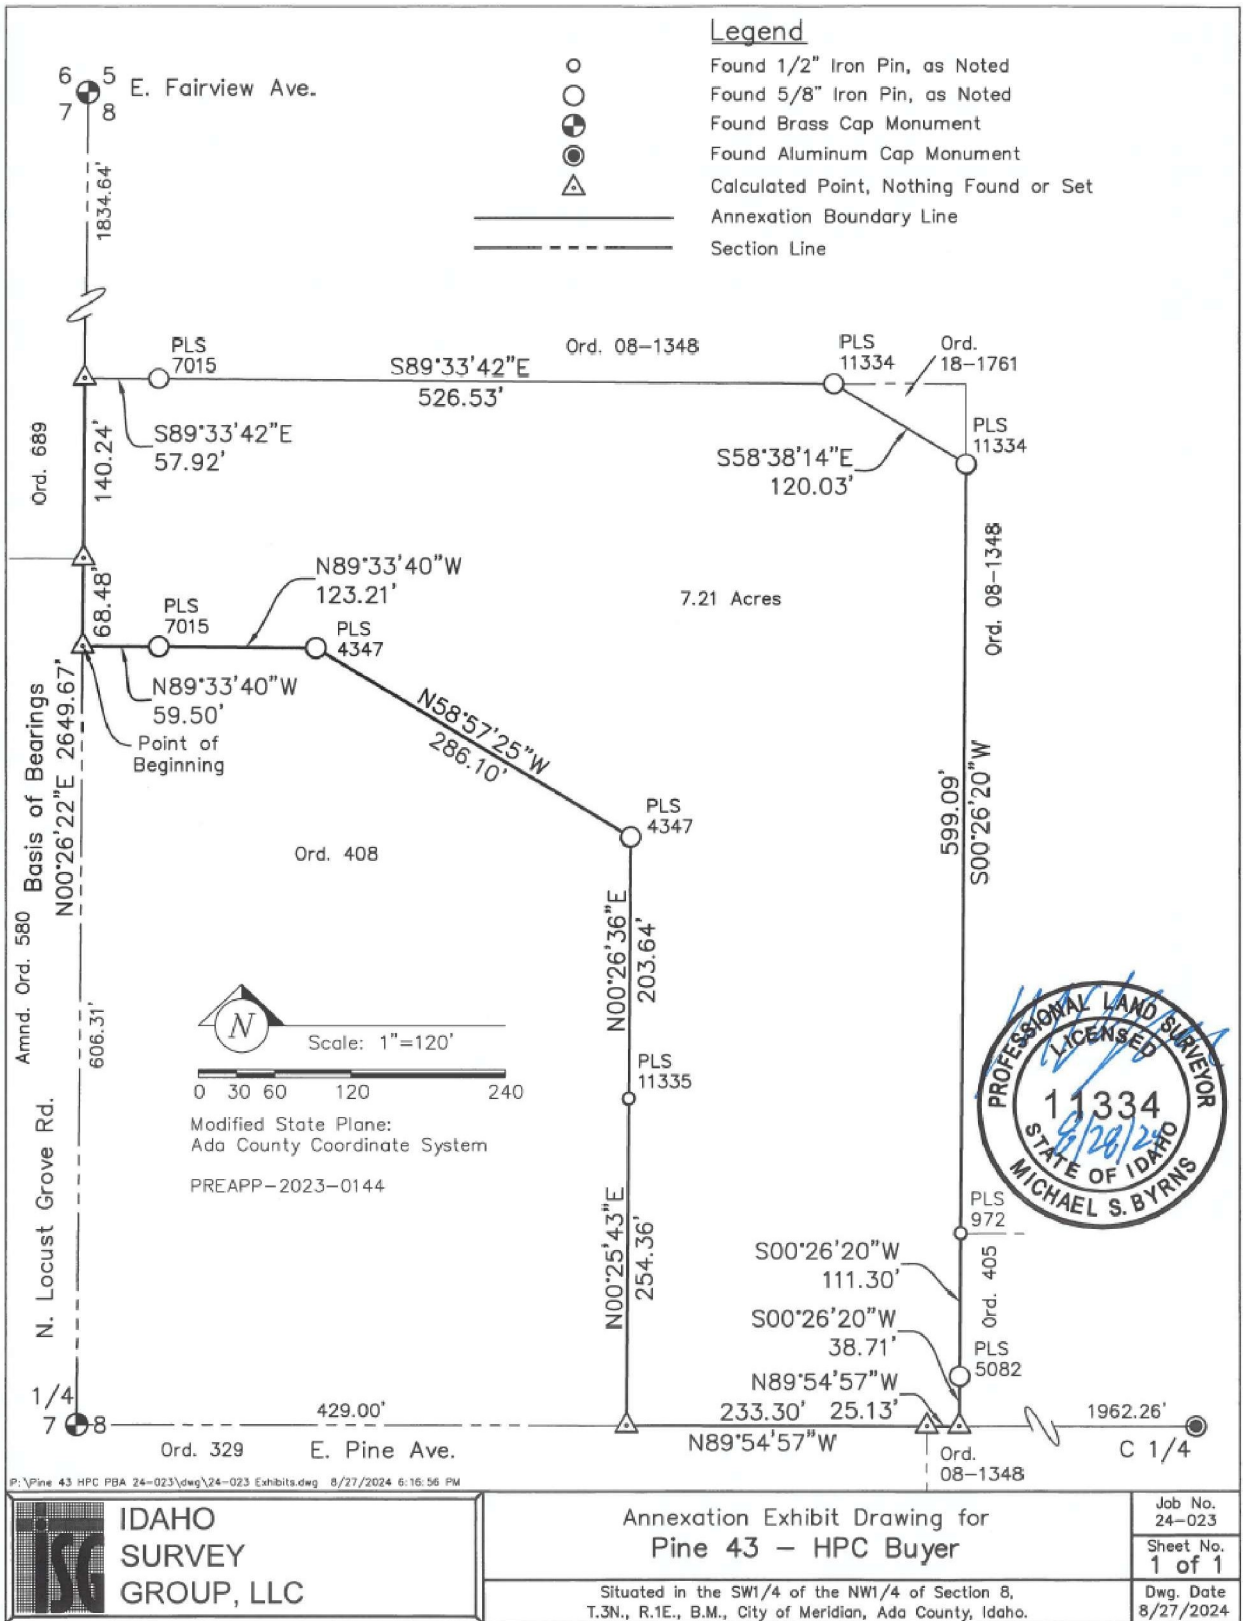 Legend
Found 1/2" Iron Pin, as Noted
Found 5/8" Iron Pin, as Noted
Found Brass Cap Monument
Found Aluminum Cap Monument
Calculated Point, Nothing Found or Set
Annexation Boundary Line
Section Line
6 5
7 8
E. Fairview Ave.
1834.64'
PLS
7015
S89°33'42"E
526.53'
Ord. 08-1348
PLS
11334
Ord.
18-1761
S89°33'42"E
57.92'
Ord. 689
140.24'
S58°38'14"E
120.03'
PLS
11334
68.48'
N89°33'40"W
123.21'
PLS
7015
PLS
4347
7.21 Acres
Ord. 08-1348
N89°33'40"W
59.50'
Point of
Beginning
N58°57'25"W
286.10'
Basis of Bearings
N00°26'22"E 2649.67'
PLS
4347
599.09'
S00°26'20"W
Ord. 408
Amnd. Ord. 580
606.31'
N00°26'36"E
203.64'
N
Scale: 1"=120'
0 30 60 120 240
Modified State Plane:
Ada County Coordinate System
PREAPP-2023-0144
PLS
11335
PROFESSIONAL LAND SURVEYOR
LICENSED
11334
8/28/24
STATE OF IDAHO
MICHAEL S. BYRNS
N. Locust Grove Rd.
N00°25'43"E
254.36'
PLS
972
S00°26'20"W
111.30'
Ord. 405
S00°26'20"W
38.71'
PLS
5082
N89°54'57"W
25.13'
233.30'
N89°54'57"W
1/4
7 8
429.00'
Ord. 329
E. Pine Ave.
Ord.
08-1348
1962.26'
C 1/4
P:\Pine 43 HPC PBA 24-023\dwg\24-023 Exhibits.dwg 8/27/2024 6:16:56 PM
ISG
IDAHO
SURVEY
GROUP, LLC
Annexation Exhibit Drawing for
Pine 43 – HPC Buyer
Situated in the SW1/4 of the NW1/4 of Section 8,
T.3N., R.1E., B.M., City of Meridian, Ada County, Idaho.
Job No.
24-023
Sheet No.
1 of 1
Dwg. Date
8/27/2024